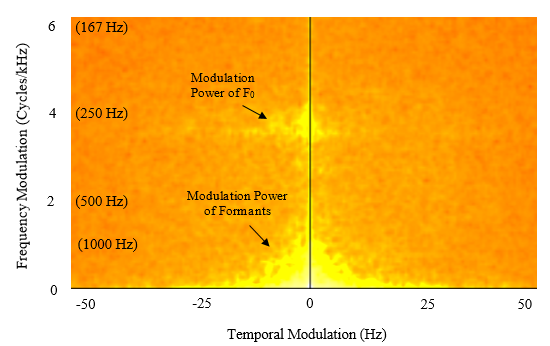 6
(167 Hz)
Modulation
Power of F₀
4
(250 Hz)
2
(500 Hz)
Modulation Power
of Formants
(1000 Hz)
0
-50
-25
0
25
50
Frequency Modulation (Cycles/kHz)
Temporal Modulation (Hz)